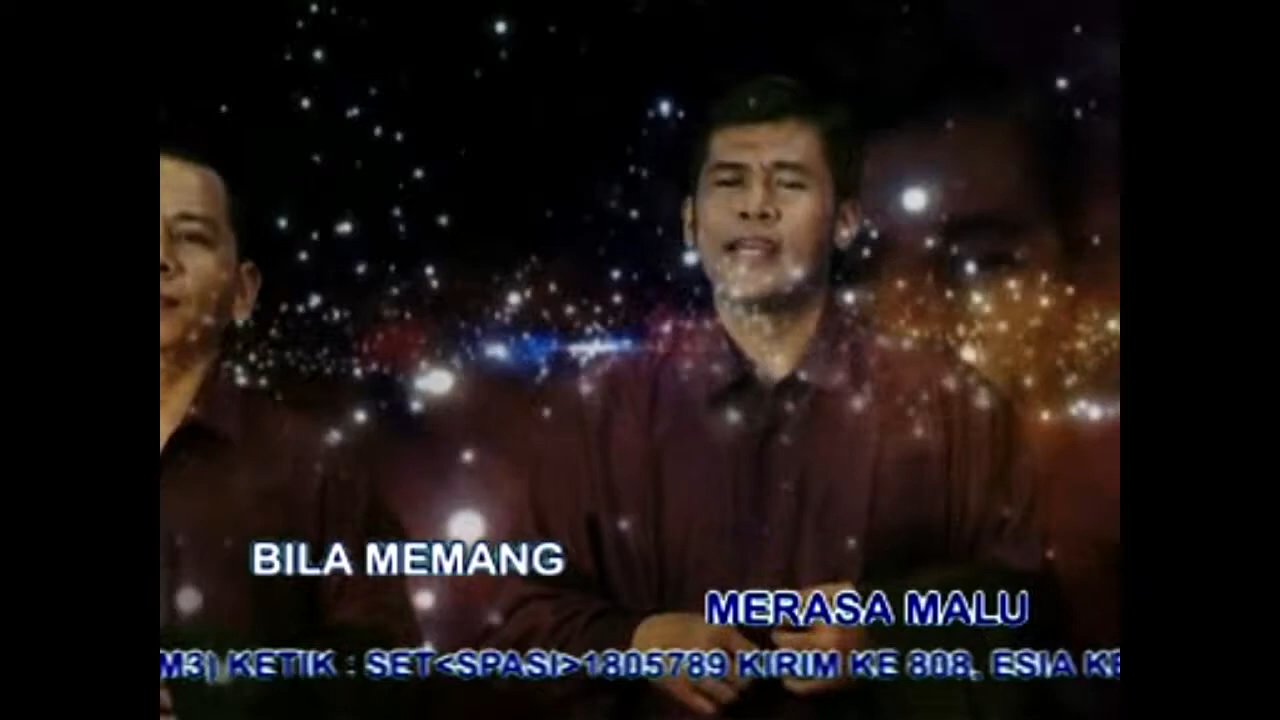 BILA MEMANG
MERASA MALU
M3) KETIK : SET<SPASI>1805789 KIRIM KE 808, ESIA KE